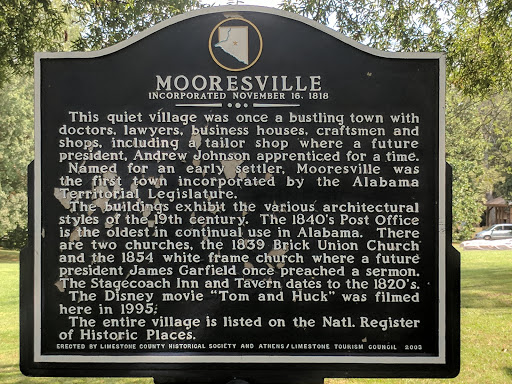 MOORESVILLE
INCORPORATED NOVEMBER 16, 1818
This quiet village was once a bustling town with
doctors, lawyers, business houses, craftsmen and
shops, including a tailor shop where a future
president, Andrew Johnson apprenticed for a time.
Named for an early settler, Mooresville was
the first town incorporated by the Alabama
Territorial Legislature.
The buildings exhibit the various architectural
styles of the 19th century. The 1840's Post Office
is the oldest in continual use in Alabama. There
are two churches, the 1839 Brick Union Church
and the 1854 white frame church where a future
president James Garfield once preached a sermon.
The Stagecoach Inn and Tavern dates to the 1820's.
The Disney movie "Tom and Huck" was filmed
here in 1995.
The entire village is listed on the Natl. Register
of Historic Places.
ERECTED BY LIMESTONE COUNTY HISTORICAL SOCIETY AND ATHENS/LIMESTONE TOURISM COUNCIL 2003